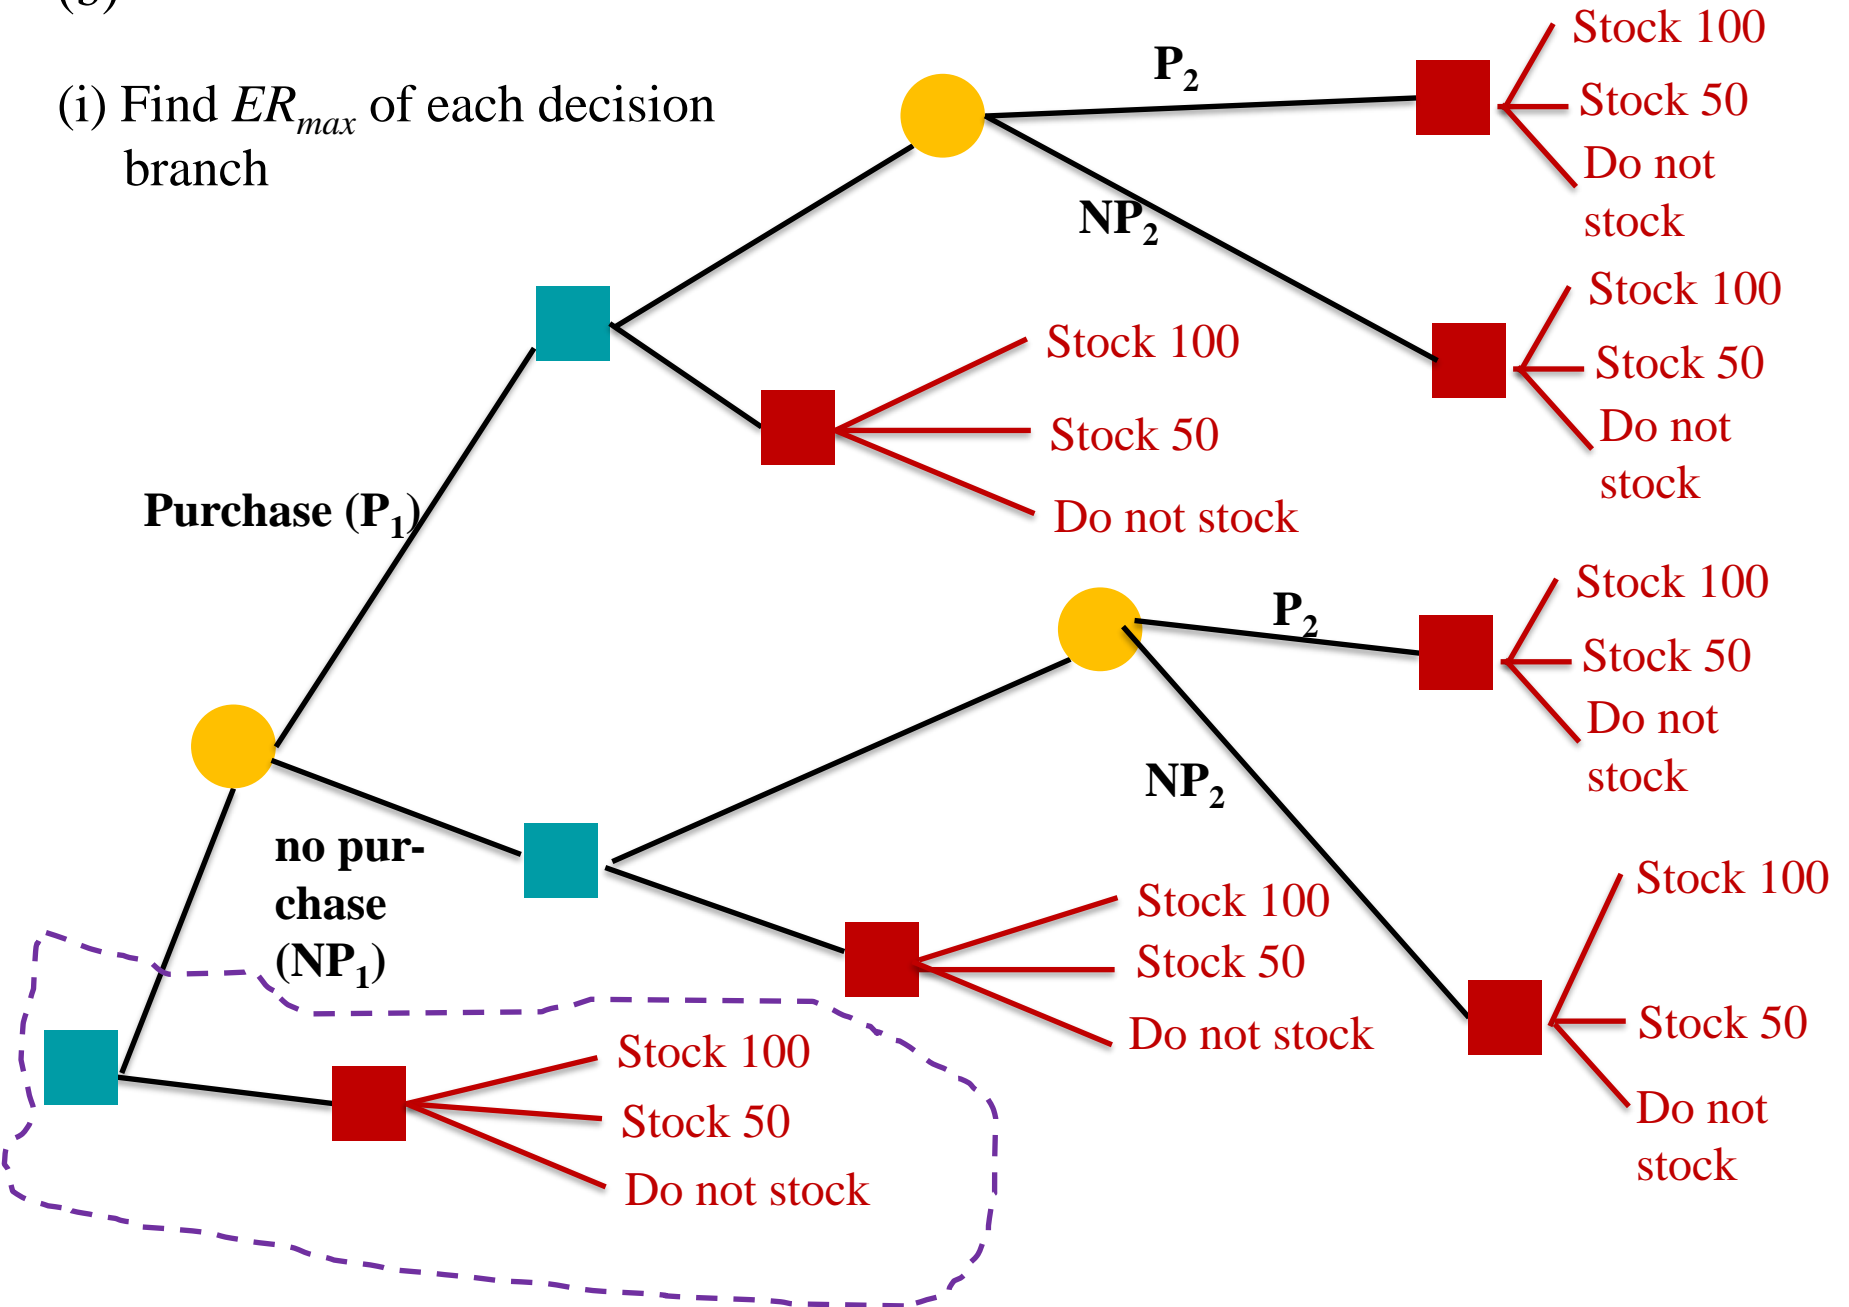 (i) Find ER_max of each decision
branch
P₂
Stock 100
Stock 50
Do not
stock
NP₂
Stock 100
Stock 50
Do not
stock
Stock 100
Stock 50
Do not stock
Purchase (P₁)
P₂
Stock 100
Stock 50
Do not
stock
NP₂
no pur-
chase
(NP₁)
Stock 100
Stock 50
Do not stock
Stock 100
Stock 50
Do not
stock
Stock 100
Stock 50
Do not stock